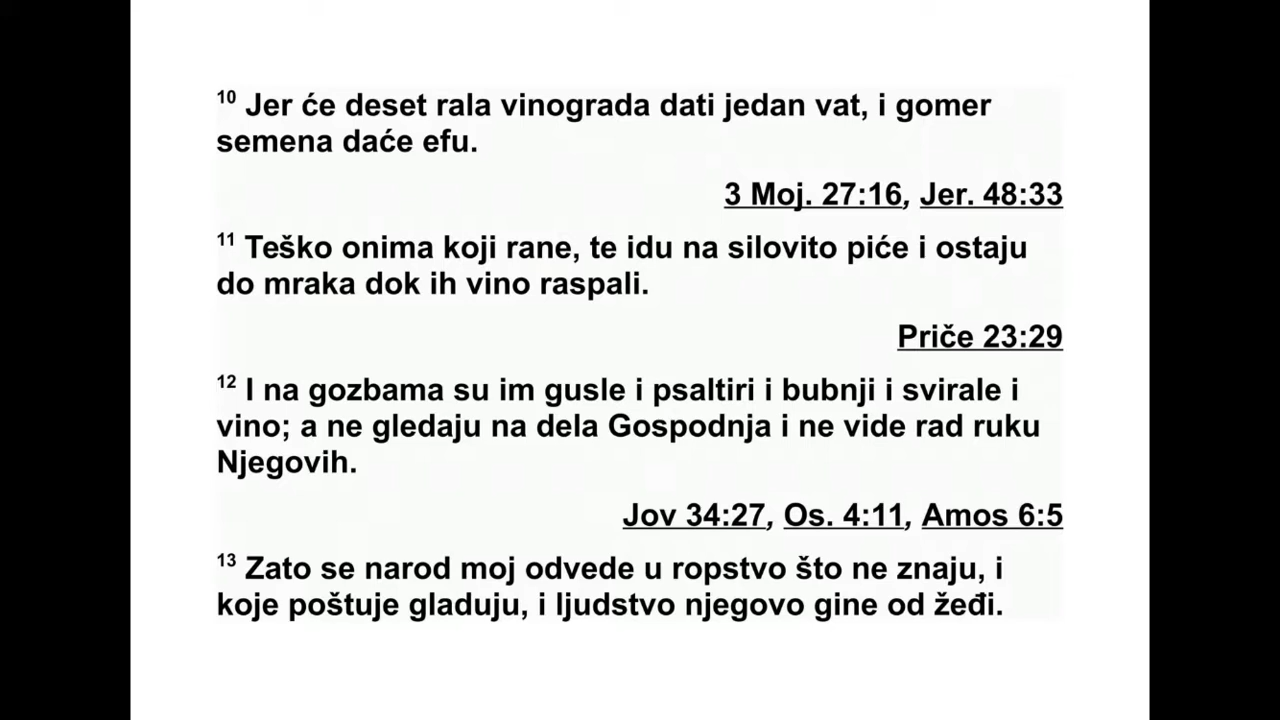 10 Jer će deset rala vinograda dati jedan vat, i gomer
semena daće efu.
3 Moj. 27:16, Jer. 48:33
11 Teško onima koji rane, te idu na silovito piće i ostaju
do mraka dok ih vino raspali.
Priče 23:29
12 I na gozbama su im gusle i psaltiri i bubnji i svirale i
vino; a ne gledaju na dela Gospodnja i ne vide rad ruku
Njegovih.
Jov 34:27, Os. 4:11, Amos 6:5
13 Zato se narod moj odvede u ropstvo što ne znaju, i
koje poštuje gladuju, i ljudstvo njegovo gine od žeđi.